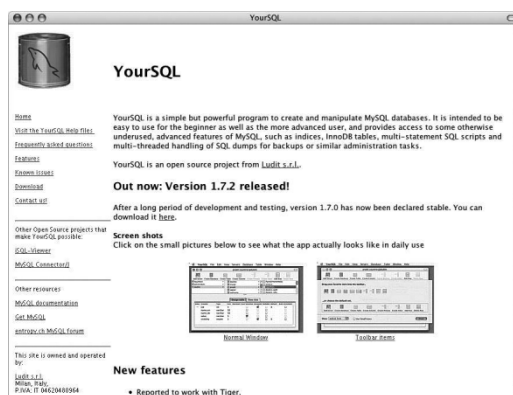 YourSQL
Home
Visit the YourSQL Help files
Frequently asked questions
Features
Known issues
Download
Contact us!
Other Open Source projects that
make YourSQL possible:
iSQL-Viewer
MySQL Connector/J
Other resources
MySQL documentation
Get MySQL
entropy.ch MySQL forum
This site is owned and operated
by:
Ludit s.r.l.
Milan, Italy,
P.IVA: IT 04620480964
YourSQL
YourSQL is a simple but powerful program to create and manipulate MySQL databases. It is intended to be
easy to use for the beginner as well as the more advanced user, and provides access to some otherwise
underused, advanced features of MySQL, such as indices, InnoDB tables, multi-statement SQL scripts and
multi-threaded handling of SQL dumps for backups or similar administration tasks.
YourSQL is an open source project from Ludit s.r.l..
Out now: Version 1.7.2 released!
After a long period of development and testing, version 1.7.0 has now been declared stable. You can
download it here.
Screen shots
Click on the small pictures below to see what the app actually looks like in daily use
Normal Window
Toolbar items
New features
• Reported to work with Tiger.